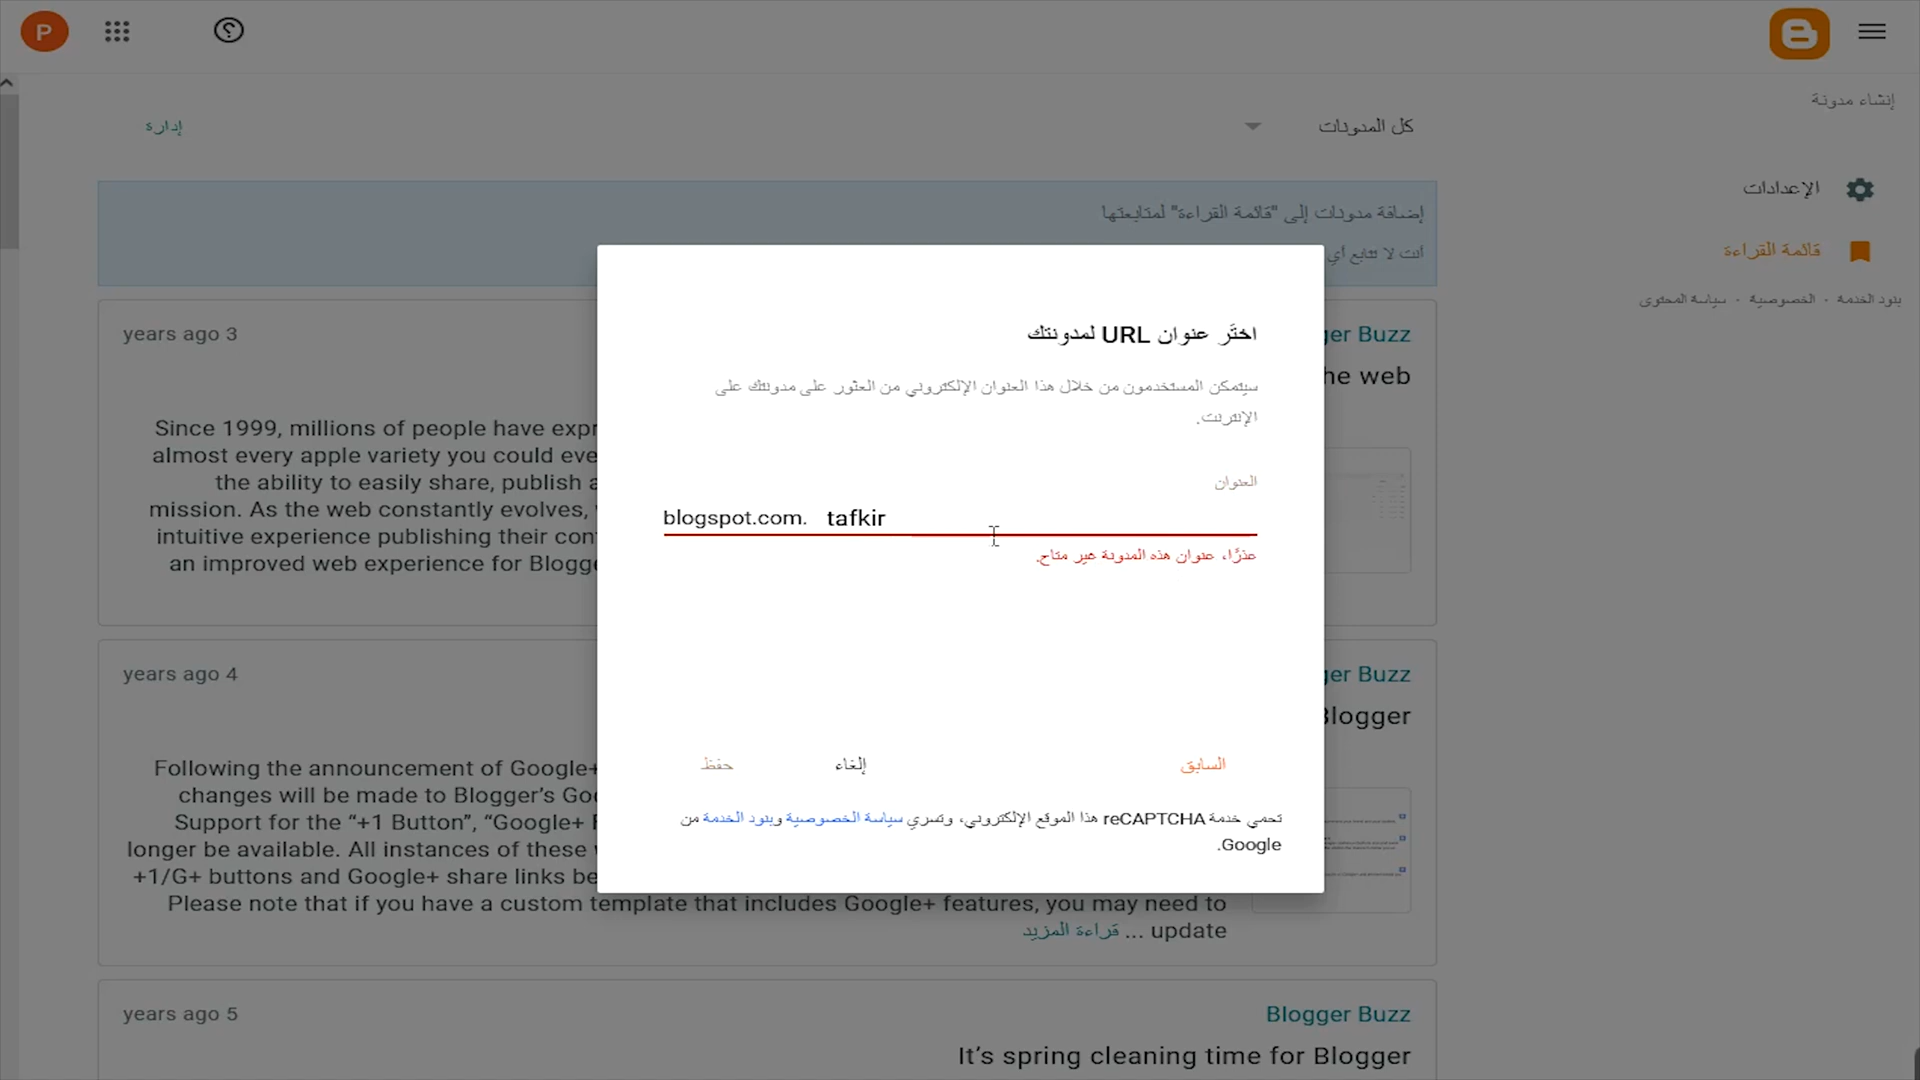 P
إنشاء مدونة
كل المدونات
إدارة
الإعدادات
قائمة القراءة
بنود الخدمة · الخصوصية · سياسة المحتوى
إضافة مدونات إلى "قائمة القراءة" لمتابعتها
أنت لا تتابع أي
ger Buzz
years ago 3
he web
Since 1999, millions of people have expr
almost every apple variety you could eve
the ability to easily share, publish a
mission. As the web constantly evolves,
intuitive experience publishing their con
an improved web experience for Blogge
اختَر عنوان URL لمدونتك
سيتمكن المستخدمون من خلال هذا العنوان الإلكتروني من العثور على مدونتك على
الإنترنت.
العنوان
blogspot.com. tafkir
عذرًا، عنوان هذه المدونة غير متاح.
السابق
إلغاء
حفظ
تحمي خدمة reCAPTCHA هذا الموقع الإلكتروني، وتسري سياسة الخصوصية وبنود الخدمة من
Google.
ger Buzz
years ago 4
Blogger
Following the announcement of Google+
changes will be made to Blogger's Go
Support for the “+1 Button”, “Google+
longer be available. All instances of these
+1/G+ buttons and Google+ share links be
Please note that if you have a custom template that includes Google+ features, you may need to
update ... قراءة المزيد
Blogger Buzz
years ago 5
It's spring cleaning time for Blogger